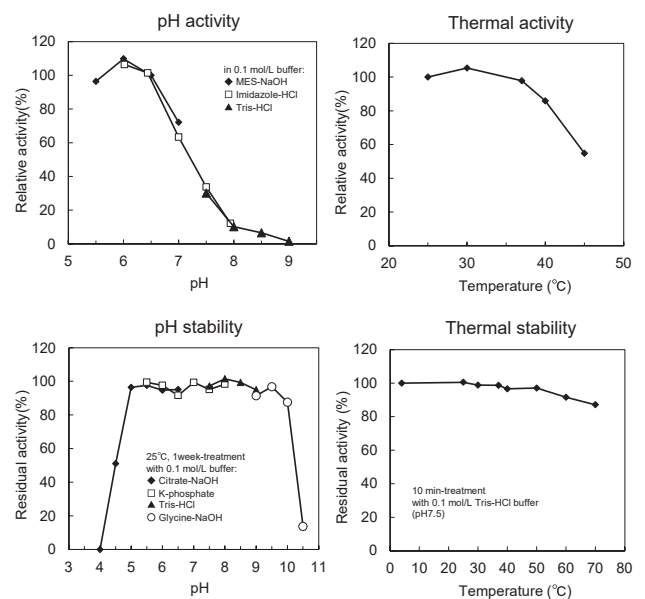 pH activity
120
100
80
60
40
20
0
5
6
7
8
9
pH
Relative activity(%)
in 0.1 mol/L buffer:
MES-NaOH
Imidazole-HCl
Tris-HCl
Thermal activity
120
100
80
60
40
20
0
20
30
40
50
Temperature (℃)
Relative activity(%)
pH stability
120
100
80
60
40
20
0
3
4
5
6
7
8
9
10
11
pH
Residual activity(%)
25℃, 1week-treatment
with 0.1 mol/L buffer:
Citrate-NaOH
K-phosphate
Tris-HCl
Glycine-NaOH
Thermal stability
120
100
80
60
40
20
0
0
10
20
30
40
50
60
70
80
Temperature (℃)
Residual activity (%)
10 min-treatment
with 0.1 mol/L Tris-HCl buffer
(pH7.5)